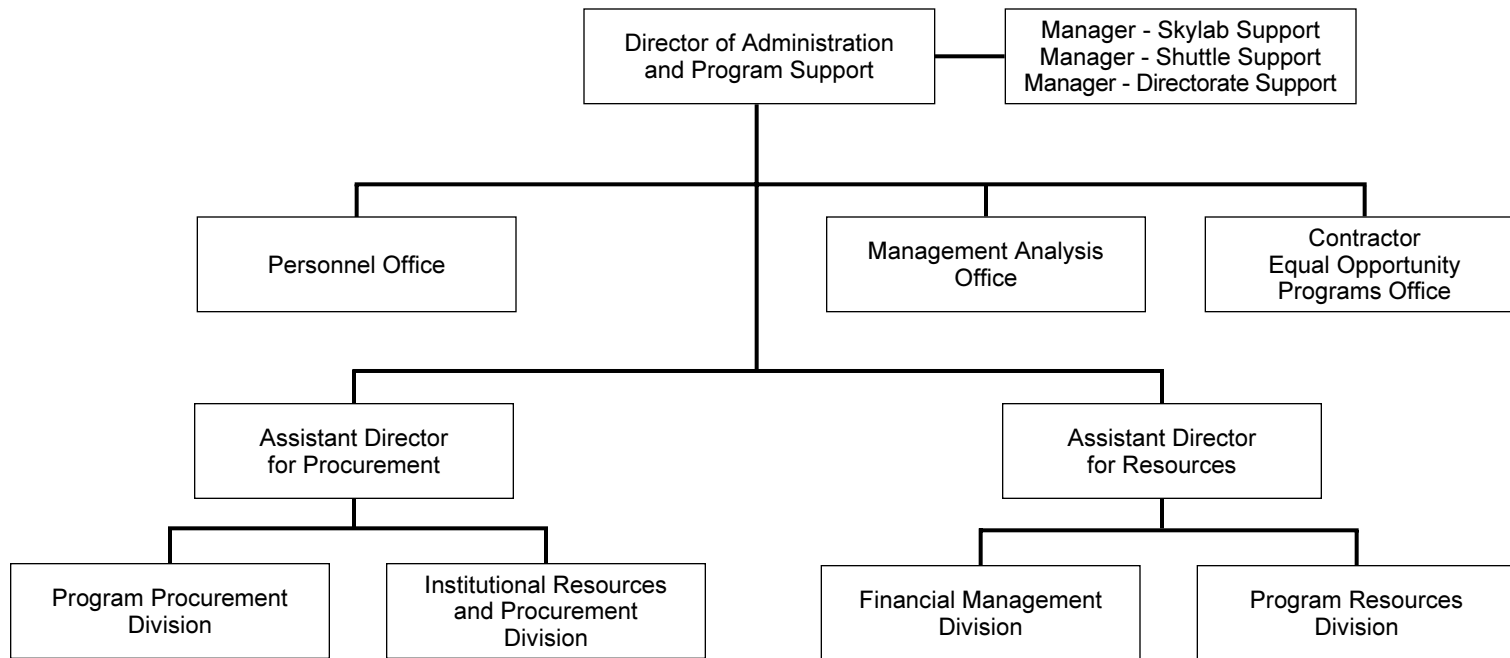 Director of Administration
and Program Support
Manager - Skylab Support
Manager - Shuttle Support
Manager - Directorate Support
Personnel Office
Management Analysis
Office
Contractor
Equal Opportunity
Programs Office
Assistant Director
for Procurement
Assistant Director
for Resources
Program Procurement
Division
Institutional Resources
and Procurement
Division
Financial Management
Division
Program Resources
Division